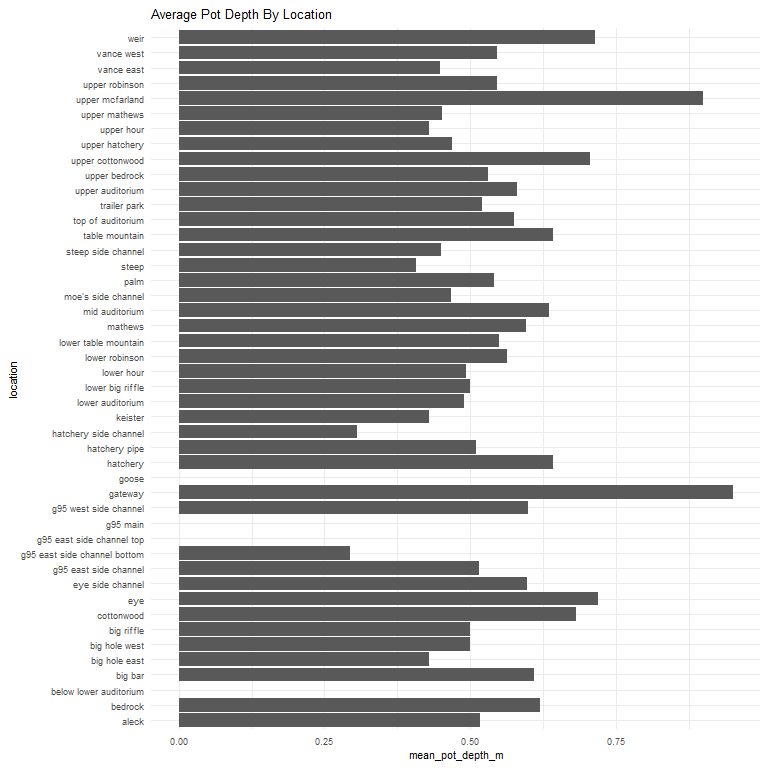 Average Pot Depth By Location
weir
vance west
vance east
upper robinson
upper mcfarland
upper mathews
upper hour
upper hatchery
upper cottonwood
upper bedrock
upper auditorium
trailer park
top of auditorium
table mountain
steep side channel
steep
palm
moe's side channel
mid auditorium
mathews
lower table mountain
lower robinson
lower hour
lower big riffle
lower auditorium
keister
hatchery side channel
hatchery pipe
hatchery
goose
gateway
g95 west side channel
g95 main
g95 east side channel top
g95 east side channel bottom
g95 east side channel
eye side channel
eye
cottonwood
big riffle
big hole west
big hole east
big bar
below lower auditorium
bedrock
aleck
location
0.00 0.25 0.50 0.75
mean_pot_depth_m